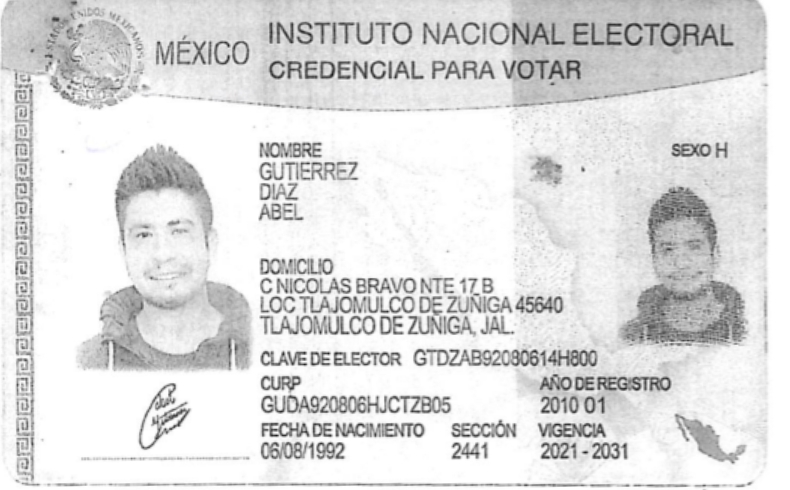 ESTADOS UNIDOS MEXICANOS
MÉXICO
INSTITUTO NACIONAL ELECTORAL
CREDENCIAL PARA VOTAR
NOMBRE
GUTIERREZ
DIAZ
ABEL
SEXO H
DOMICILIO
C NICOLAS BRAVO NTE 17 B
LOC TLAJOMULCO DE ZUÑIGA 45640
TLAJOMULCO DE ZUÑIGA, JAL.
CLAVE DE ELECTOR GTDZAB92080614H800
CURP
GUDA920806HJCTZB05
AÑO DE REGISTRO
2010 01
FECHA DE NACIMIENTO
06/08/1992
SECCIÓN
2441
VIGENCIA
2021 - 2031